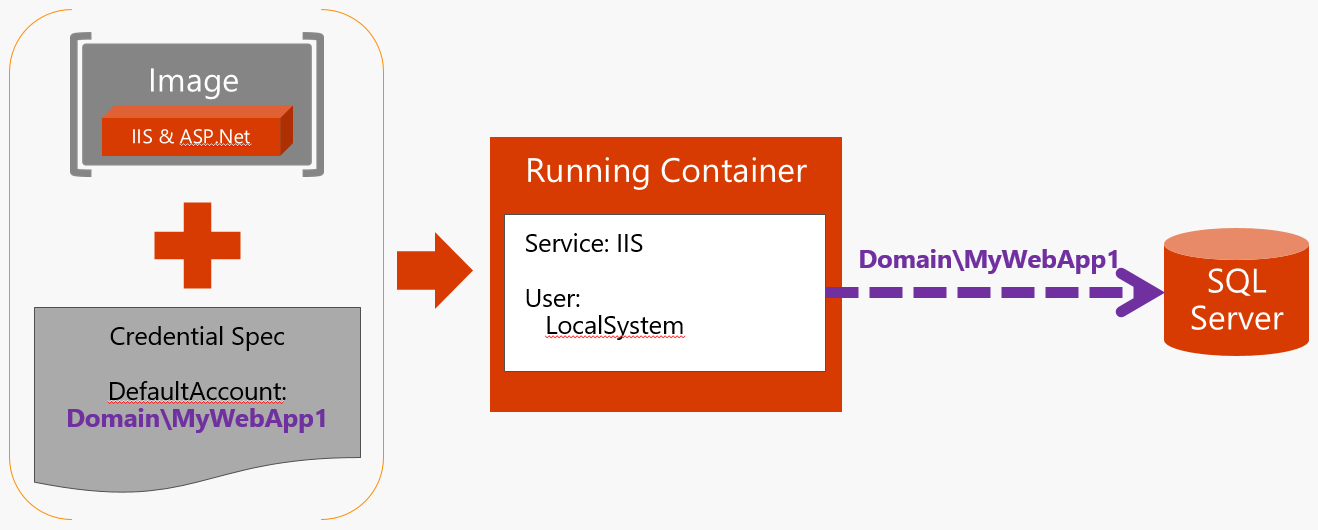 Image
IIS & ASP.Net
Credential Spec
DefaultAccount:
Domain\MyWebApp1
Running Container
Service: IIS
User:
LocalSystem
Domain\MyWebApp1
SQL
Server